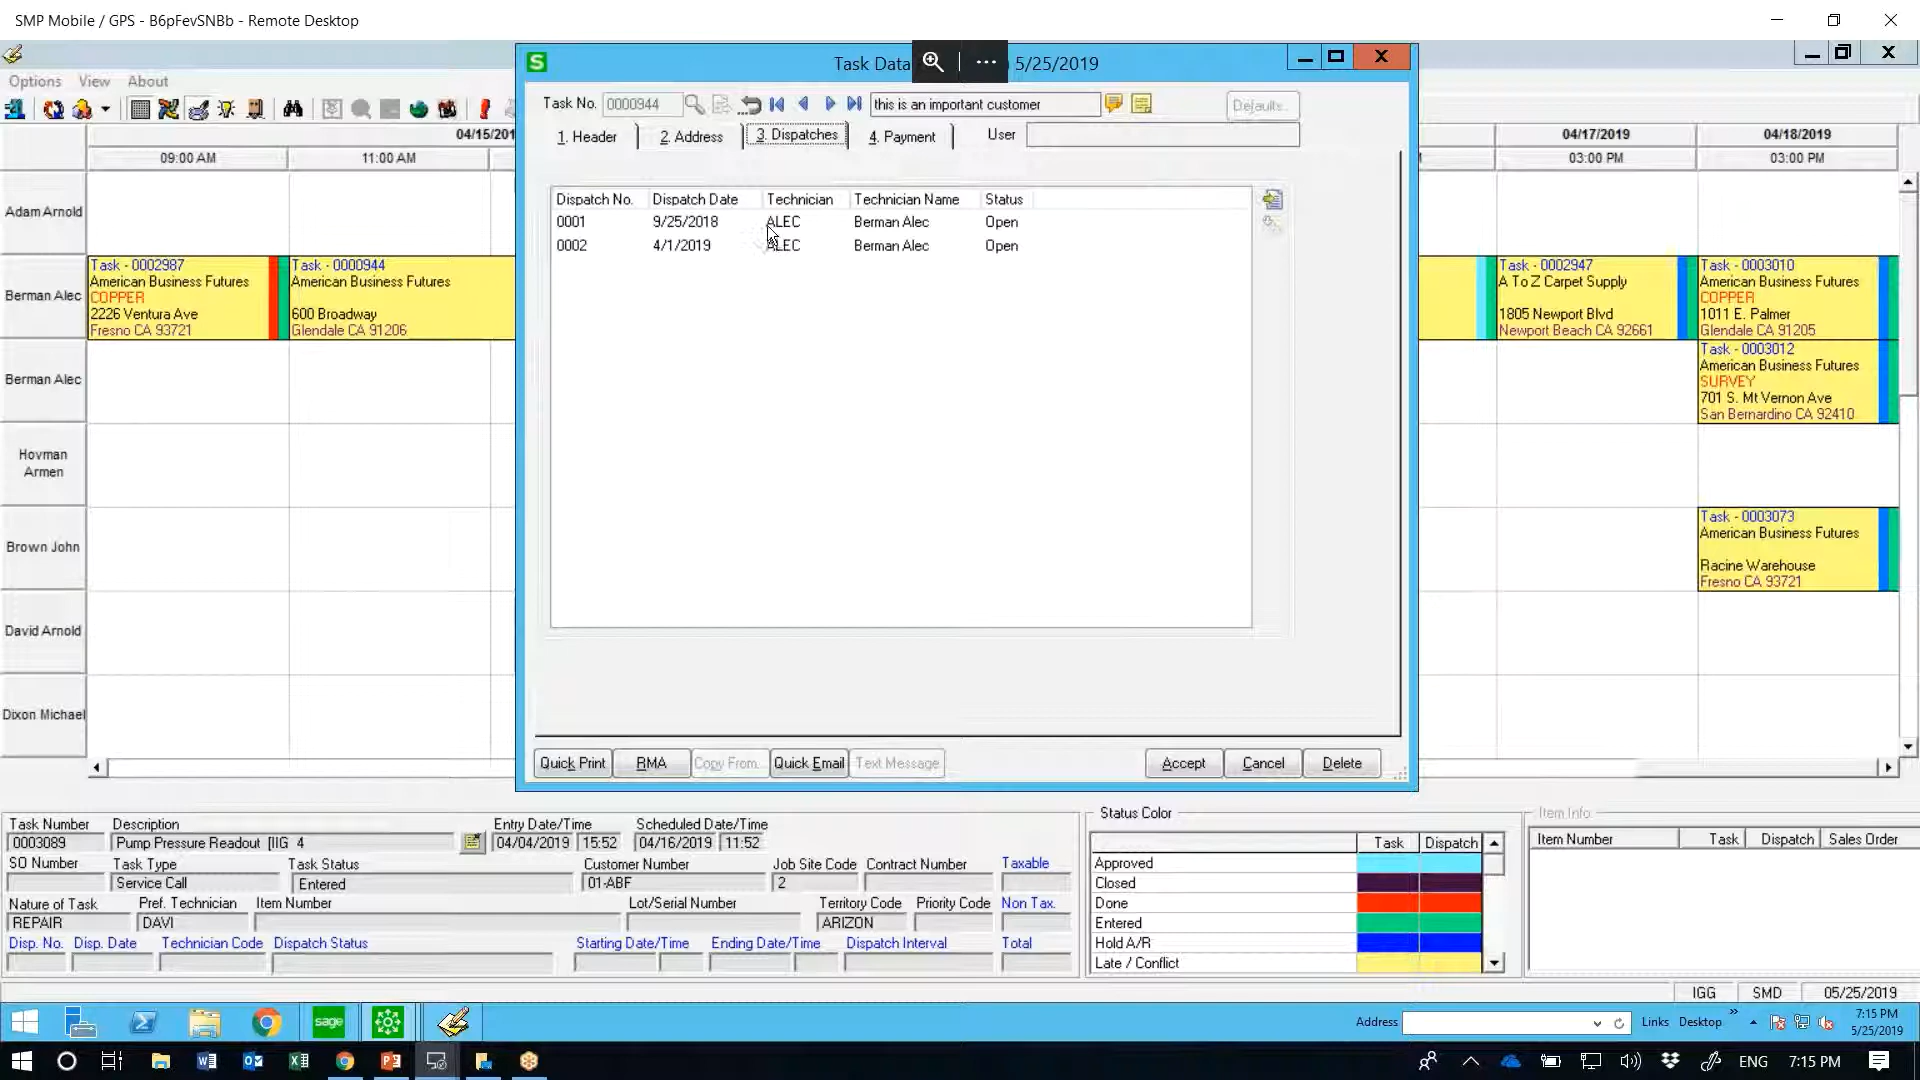 SMP Mobile / GPS - B6pFevSNBb - Remote Desktop
Task Data
5/25/2019
Options View About
Task No. 0000944 this is an important customer Defaults...
1. Header 2. Address 3. Dispatches 4. Payment User
04/15/201
04/17/2019 04/18/2019
09:00 AM 11:00 AM
03:00 PM 03:00 PM
Dispatch No. Dispatch Date Technician Technician Name Status
0001 9/25/2018 ALEC Berman Alec Open
0002 4/1/2019 ALEC Berman Alec Open
Adam Arnold
Berman Alec
Berman Alec
Hovman
Armen
Brown John
David Arnold
Dixon Michael
Task - 0002987
American Business Futures
COPPER
2226 Ventura Ave
Fresno CA 93721
Task - 0000944
American Business Futures
600 Broadway
Glendale CA 91206
Task - 0002947
A To Z Carpet Supply
1805 Newport Blvd
Newport Beach CA 92661
Task - 0003010
American Business Futures
COPPER
1011 E. Palmer
Glendale CA 91205
Task - 0003012
American Business Futures
SURVEY
701 S. Mt Vernon Ave
San Bernardino CA 92410
Task - 0003073
American Business Futures
Racine Warehouse
Fresno CA 93721
Quick Print RMA Copy From... Quick Email Text Message Accept Cancel Delete
Task Number Description Entry Date/Time Scheduled Date/Time
0003089 Pump Pressure Readout [IIG 4 04/04/2019 15:52 04/16/2019 11:52
SO Number Task Type Task Status Customer Number Job Site Code Contract Number Taxable
Service Call Entered 01-ABF 2
Nature of Task Pref. Technician Item Number Lot/Serial Number Territory Code Priority Code Non Tax.
REPAIR DAVI ARIZON
Disp. No. Disp. Date Technician Code Dispatch Status Starting Date/Time Ending Date/Time Dispatch Interval Total
Status Color
Task Dispatch
Approved
Closed
Done
Entered
Hold A/R
Late / Conflict
Item Info
Item Number Task Dispatch Sales Order
IGG SMD 05/25/2019
sage
Address Links Desktop » 7:15 PM
5/25/2019
ENG 7:15 PM